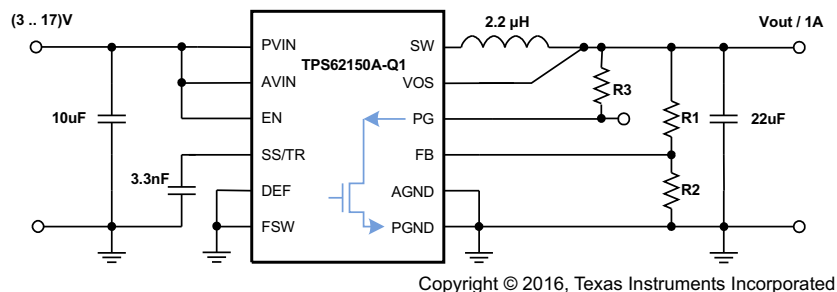 (3 .. 17)V
2.2 µH
Vout / 1A
PVIN
SW
TPS62150A-Q1
AVIN
VOS
R3
10uF
EN
PG
R1
22uF
SS/TR
FB
3.3nF
DEF
AGND
R2
FSW
PGND
Copyright © 2016, Texas Instruments Incorporated